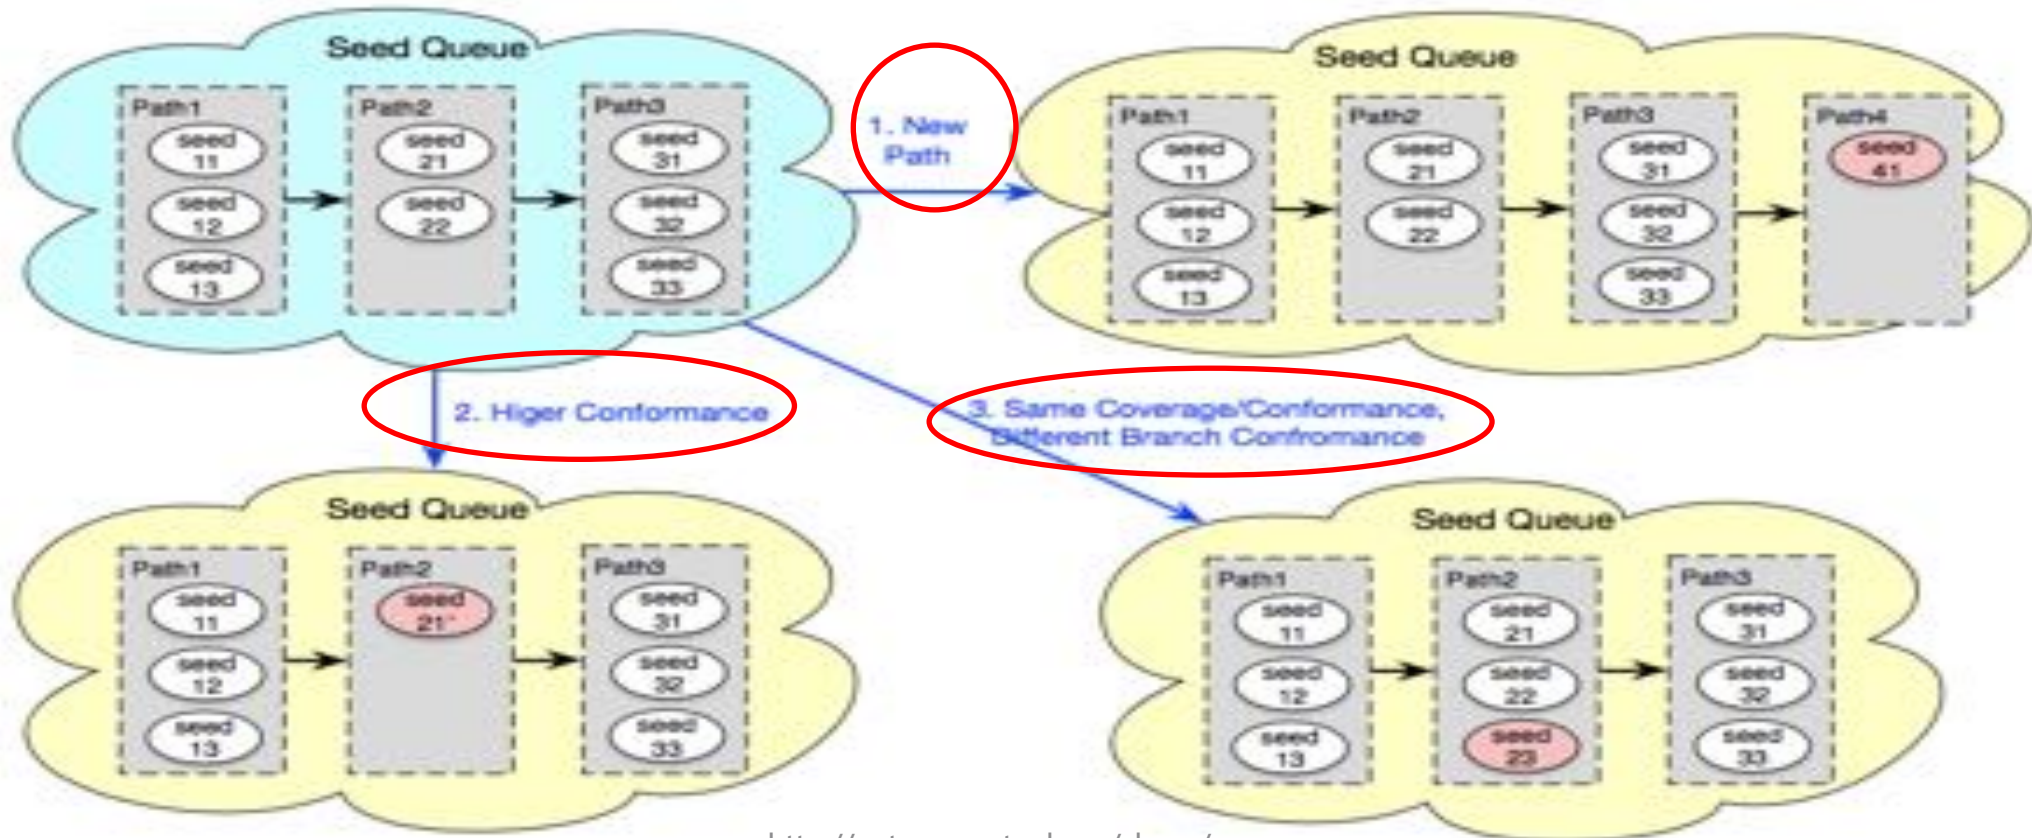 Seed Queue
Path1
seed
11
seed
12
seed
13
Path2
seed
21
seed
22
Path3
seed
31
seed
32
seed
33
1. New
Path
Seed Queue
Path1
seed
11
seed
12
seed
13
Path2
seed
21
seed
22
Path3
seed
31
seed
32
seed
33
Path4
seed
41
2. Higer Conformance
3. Same Coverage/Conformance,
Different Branch Confromance
Seed Queue
Path1
seed
11
seed
12
seed
13
Path2
seed
21'
Path3
seed
31
seed
32
seed
33
Seed Queue
Path1
seed
11
seed
12
seed
13
Path2
seed
21
seed
22
seed
23
Path3
seed
31
seed
32
seed
33